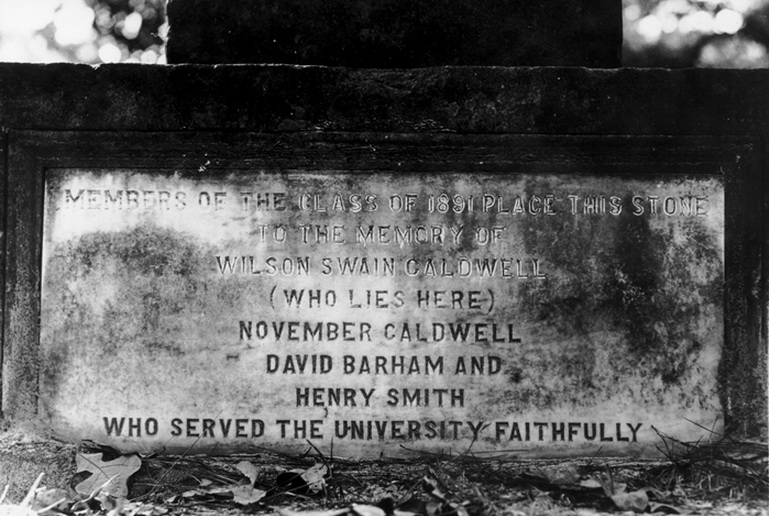 MEMBERS OF THE CLASS OF 1891 PLACE THIS STONE
TO THE MEMORY OF
WILSON SWAIN CALDWELL
(WHO LIES HERE)
NOVEMBER CALDWELL
DAVID BARHAM AND
HENRY SMITH
WHO SERVED THE UNIVERSITY FAITHFULLY